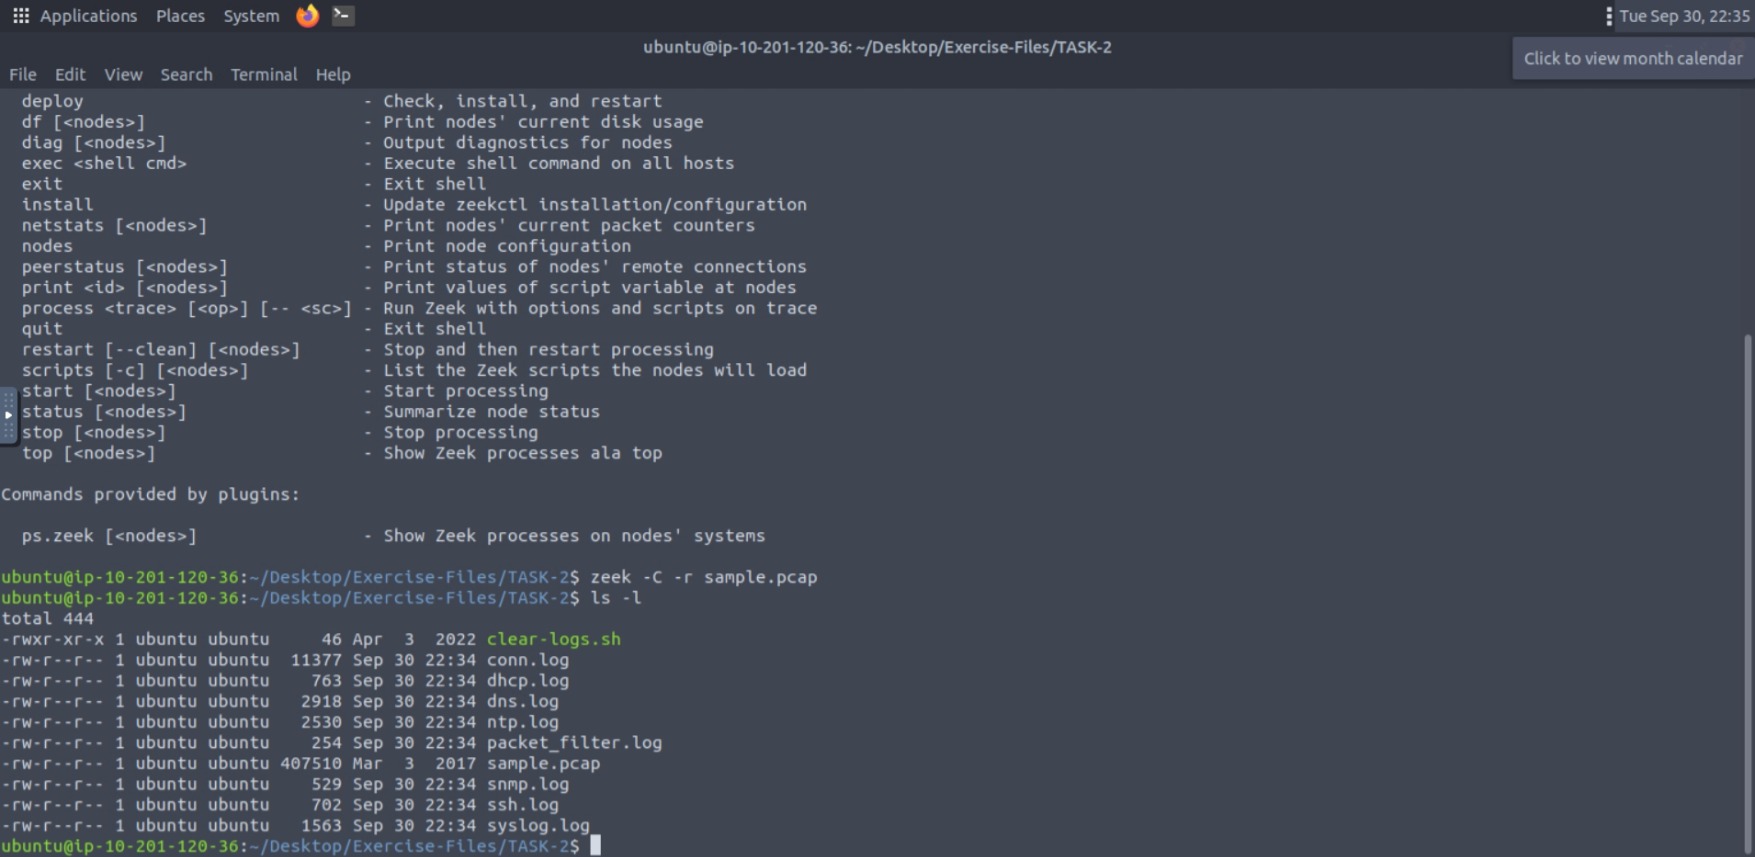 Applications Places System Tue Sep 30, 22:35
ubuntu@ip-10-201-120-36: ~/Desktop/Exercise-Files/TASK-2
Click to view month calendar
File Edit View Search Terminal Help
deploy - Check, install, and restart
df [<nodes>] - Print nodes' current disk usage
diag [<nodes>] - Output diagnostics for nodes
exec <shell cmd> - Execute shell command on all hosts
exit - Exit shell
install - Update zeekctl installation/configuration
netstats [<nodes>] - Print nodes' current packet counters
nodes - Print node configuration
peerstatus [<nodes>] - Print status of nodes' remote connections
print <id> [<nodes>] - Print values of script variable at nodes
process <trace> [<op>] [-- <sc>] - Run Zeek with options and scripts on trace
quit - Exit shell
restart [--clean] [<nodes>] - Stop and then restart processing
scripts [-c] [<nodes>] - List the Zeek scripts the nodes will load
start [<nodes>] - Start processing
status [<nodes>] - Summarize node status
stop [<nodes>] - Stop processing
top [<nodes>] - Show Zeek processes ala top
Commands provided by plugins:
ps.zeek [<nodes>] - Show Zeek processes on nodes' systems
ubuntu@ip-10-201-120-36:~/Desktop/Exercise-Files/TASK-2$ zeek -C -r sample.pcap
ubuntu@ip-10-201-120-36:~/Desktop/Exercise-Files/TASK-2$ ls -l
total 444
-rwxr-xr-x 1 ubuntu ubuntu 46 Apr 3 2022 clear-logs.sh
-rw-r--r-- 1 ubuntu ubuntu 11377 Sep 30 22:34 conn.log
-rw-r--r-- 1 ubuntu ubuntu 763 Sep 30 22:34 dhcp.log
-rw-r--r-- 1 ubuntu ubuntu 2918 Sep 30 22:34 dns.log
-rw-r--r-- 1 ubuntu ubuntu 2530 Sep 30 22:34 ntp.log
-rw-r--r-- 1 ubuntu ubuntu 254 Sep 30 22:34 packet_filter.log
-rw-r--r-- 1 ubuntu ubuntu 407510 Mar 3 2017 sample.pcap
-rw-r--r-- 1 ubuntu ubuntu 529 Sep 30 22:34 snmp.log
-rw-r--r-- 1 ubuntu ubuntu 702 Sep 30 22:34 ssh.log
-rw-r--r-- 1 ubuntu ubuntu 1563 Sep 30 22:34 syslog.log
ubuntu@ip-10-201-120-36:~/Desktop/Exercise-Files/TASK-2$